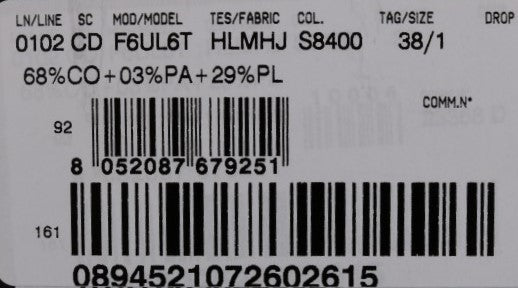 LN/LINE SC MOD/MODEL TES/FABRIC COL. TAG/SIZE DROP
0102 CD F6UL6T HLMHJ S8400 38/1
68%CO+03%PA+29%PL
COMM.N*
92
8 052087 679251
161
0894521072602615